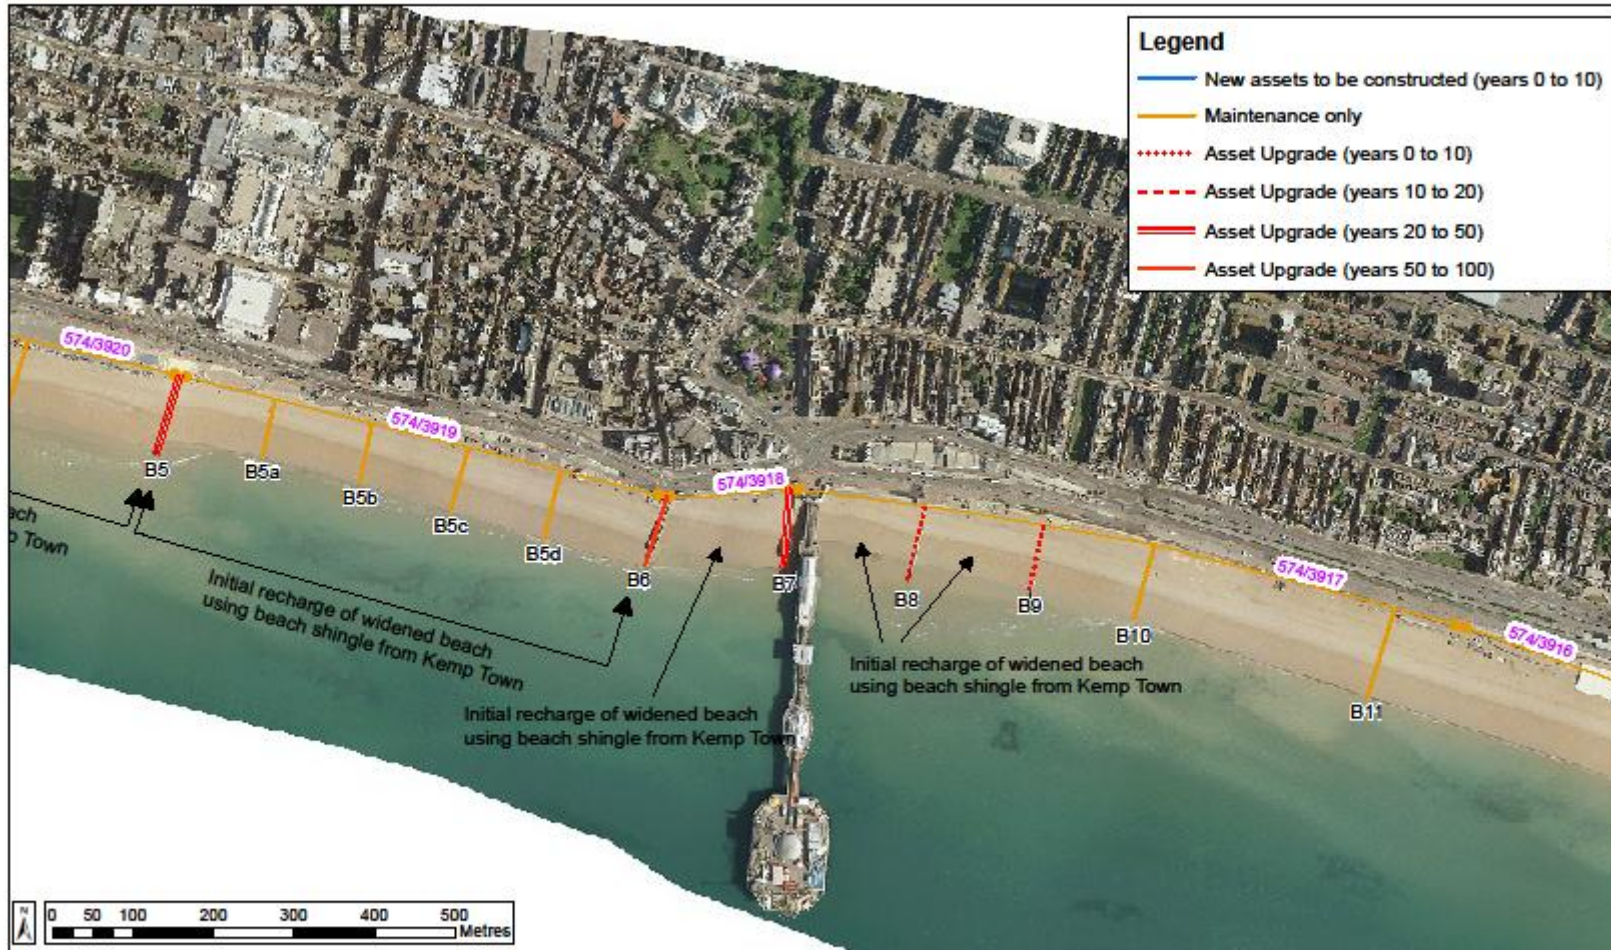 Legend
New assets to be constructed (years 0 to 10)
Maintenance only
Asset Upgrade (years 0 to 10)
Asset Upgrade (years 10 to 20)
Asset Upgrade (years 20 to 50)
Asset Upgrade (years 50 to 100)
574/3920
574/3919
574/3918
574/3917
574/3916
B5
B5a
B5b
B5c
B5d
B6
B7
B8
B9
B10
B11
Town
Initial recharge of widened beach
using beach shingle from Kemp Town
Initial recharge of widened beach
using beach shingle from Kemp Town
Initial recharge of widened beach
using beach shingle from Kemp Town
N
0 50 100 200 300 400 500
Metres